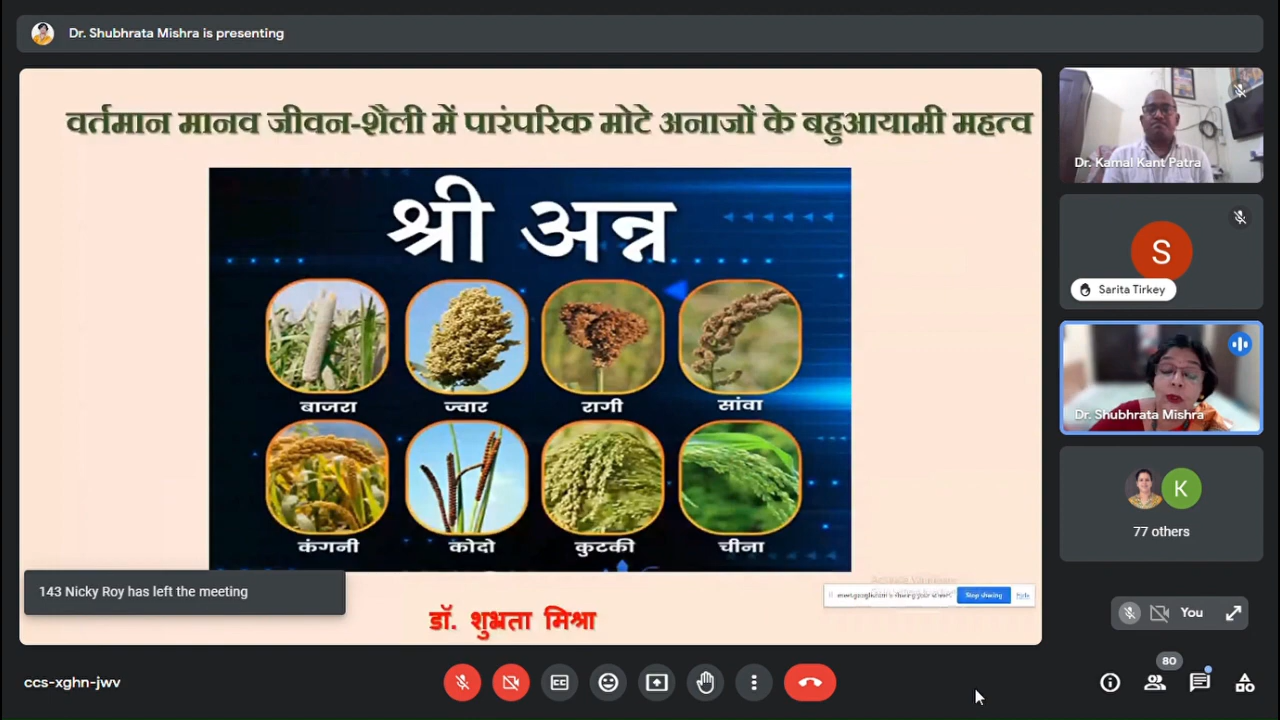 Dr. Shubhrata Mishra is presenting
वर्तमान मानव जीवन-शैली में पारंपरिक मोटे अनाजों के बहुआयामी महत्व
श्री अन्न
बाजरा ज्वार रागी सांवा
कंगनी कोदो कुटकी चीना
डॉ. शुभ्रता मिश्रा
Stop sharing Hide
143 Nicky Roy has left the meeting
Dr. Kamal Kant Patra
S
Sarita Tirkey
Dr. Shubhrata Mishra
K
77 others
You
ccs-xghn-jwv
80